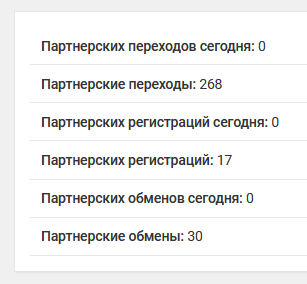 Партнерских переходов сегодня: 0
Партнерские переходы: 268
Партнерских регистраций сегодня: 0
Партнерских регистраций: 17
Партнерских обменов сегодня: 0
Партнерские обмены: 30